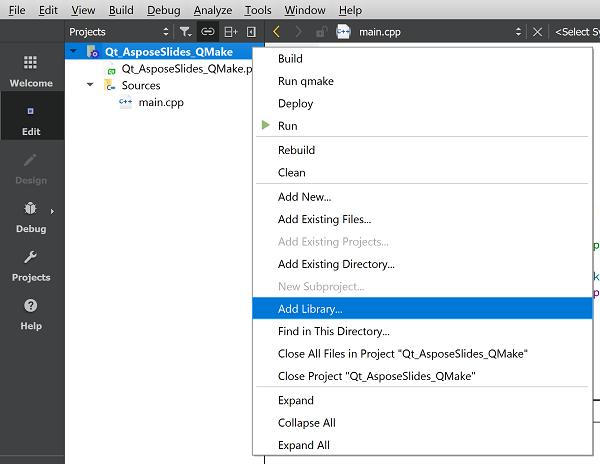 File Edit View Build Debug Analyze Tools Window Help
Projects main.cpp <Select Sy
Welcome
Edit
Design
Debug
Projects
Help
Qt_AsposeSlides_QMake
Qt_AsposeSlides_QMake.p
Sources
C++ main.cpp
Build
Run qmake
Deploy
Run
Rebuild
Clean
Add New...
Add Existing Files...
Add Existing Projects...
Add Existing Directory...
New Subproject...
Add Library...
Find in This Directory...
Close All Files in Project "Qt_AsposeSlides_QMake"
Close Project "Qt_AsposeSlides_QMake"
Expand
Collapse All
Expand All